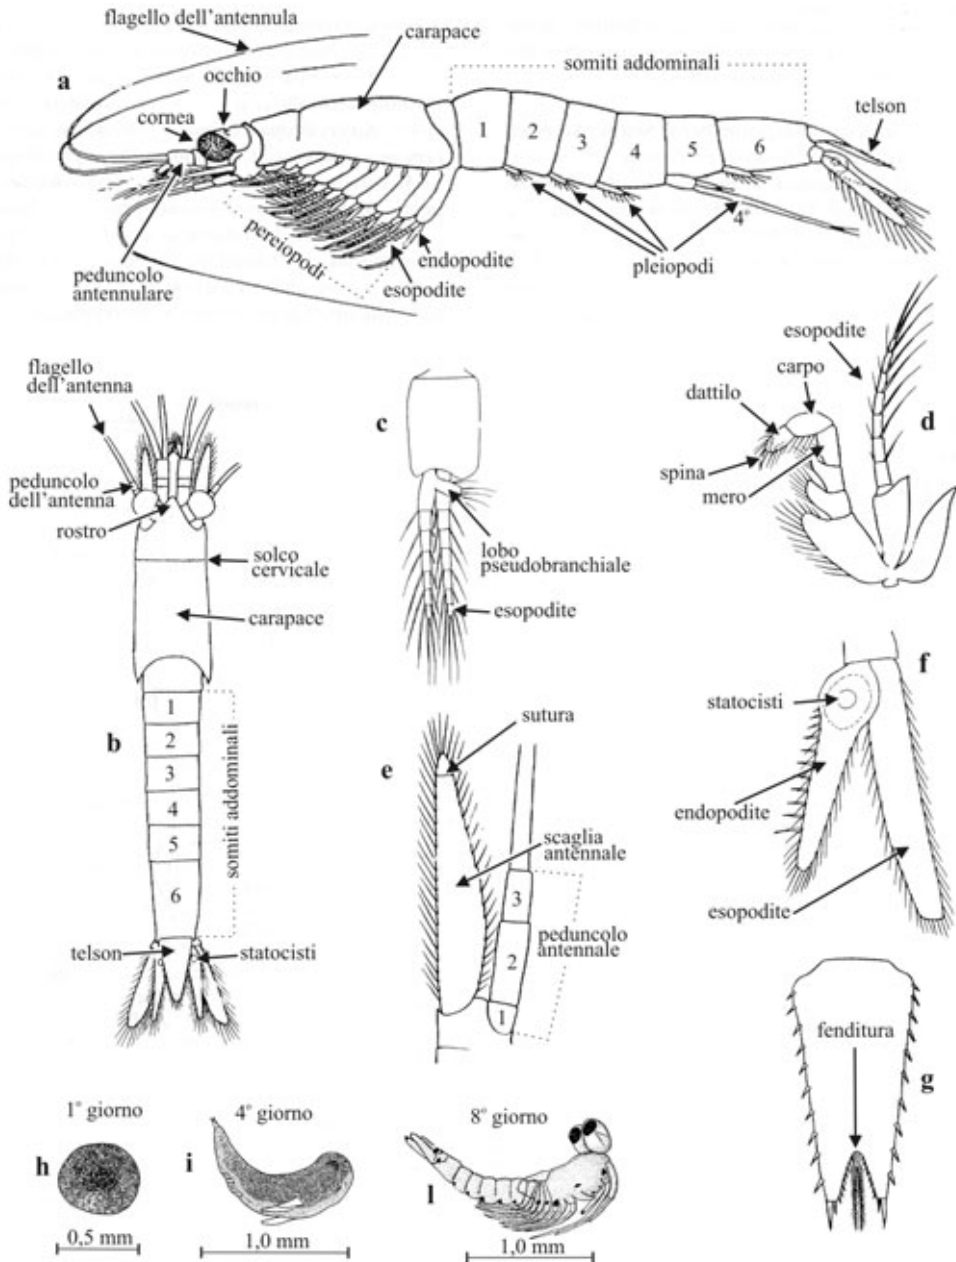 flagello dell'antennula
carapace
somiti addominali
a
occhio
cornea
telson
1
2
3
4
5
6
4°
pereiopodi
endopodite
esopodite
pleiopodi
peduncolo
antennulare
flagello
dell'antenna
peduncolo
dell'antenna
rostro
solco
cervicale
carapace
b
1
2
3
4
5
6
somiti addominali
telson
statocisti
c
lobo
pseudobranchiale
esopodite
esopodite
carpo
dattilo
d
spina
mero
sutura
e
scaglia
antennale
3
2
1
peduncolo
antennale
f
statocisti
endopodite
esopodite
fenditura
g
1° giorno
h
0,5 mm
4° giorno
i
1,0 mm
8° giorno
l
1,0 mm